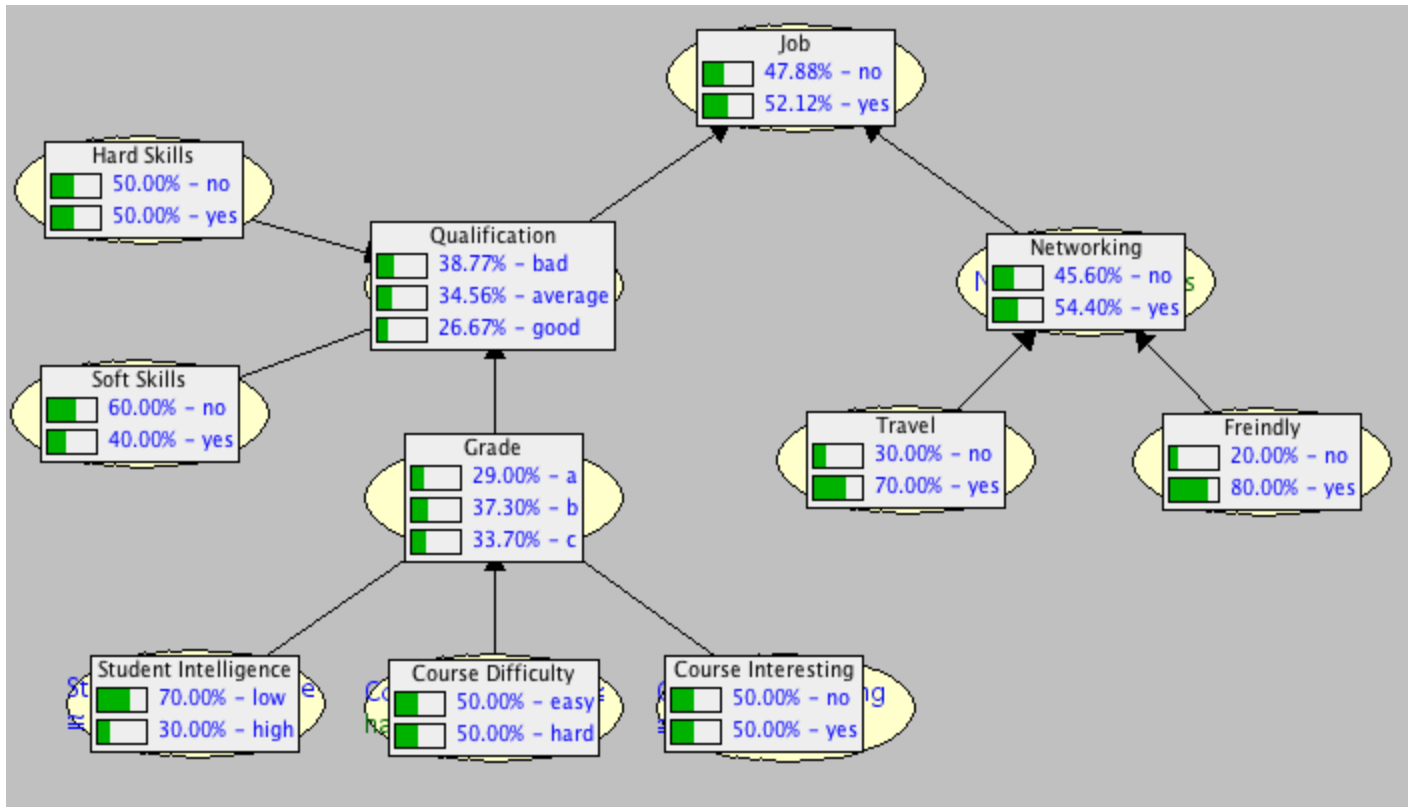 Job
47.88% - no
52.12% - yes
Hard Skills
50.00% - no
50.00% - yes
Qualification
38.77% - bad
34.56% - average
26.67% - good
Networking
45.60% - no
54.40% - yes
Soft Skills
60.00% - no
40.00% - yes
Grade
29.00% - a
37.30% - b
33.70% - c
Travel
30.00% - no
70.00% - yes
Freindly
20.00% - no
80.00% - yes
Student Intelligence
70.00% - low
30.00% - high
Course Difficulty
50.00% - easy
50.00% - hard
Course Interesting
50.00% - no
50.00% - yes